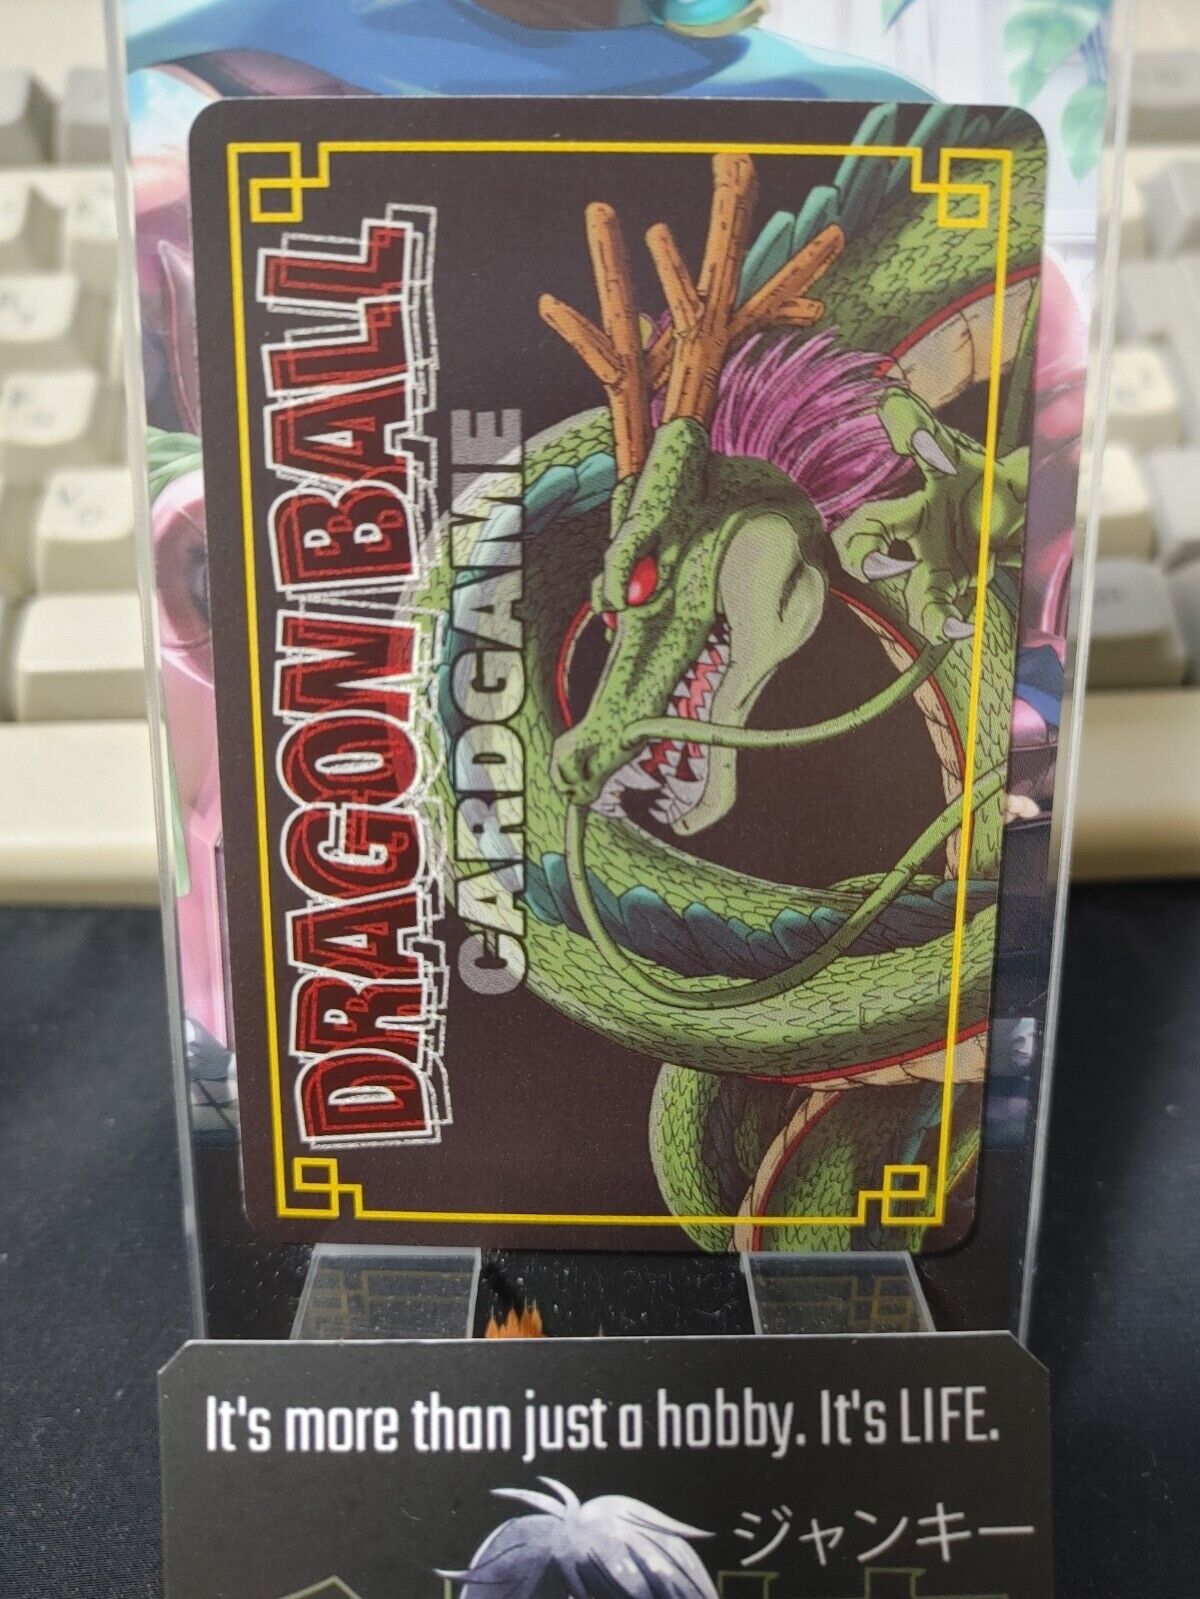 DRAGON BALL
CARDGAME
It's more than just a hobby. It's LIFE.
ジャンキー